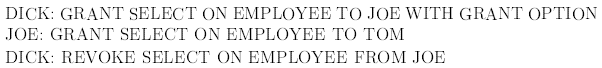 DICK: GRANT SELECT ON EMPLOYEE TO JOE WITH GRANT OPTION
JOE: GRANT SELECT ON EMPLOYEE TO TOM
DICK: REVOKE SELECT ON EMPLOYEE FROM JOE